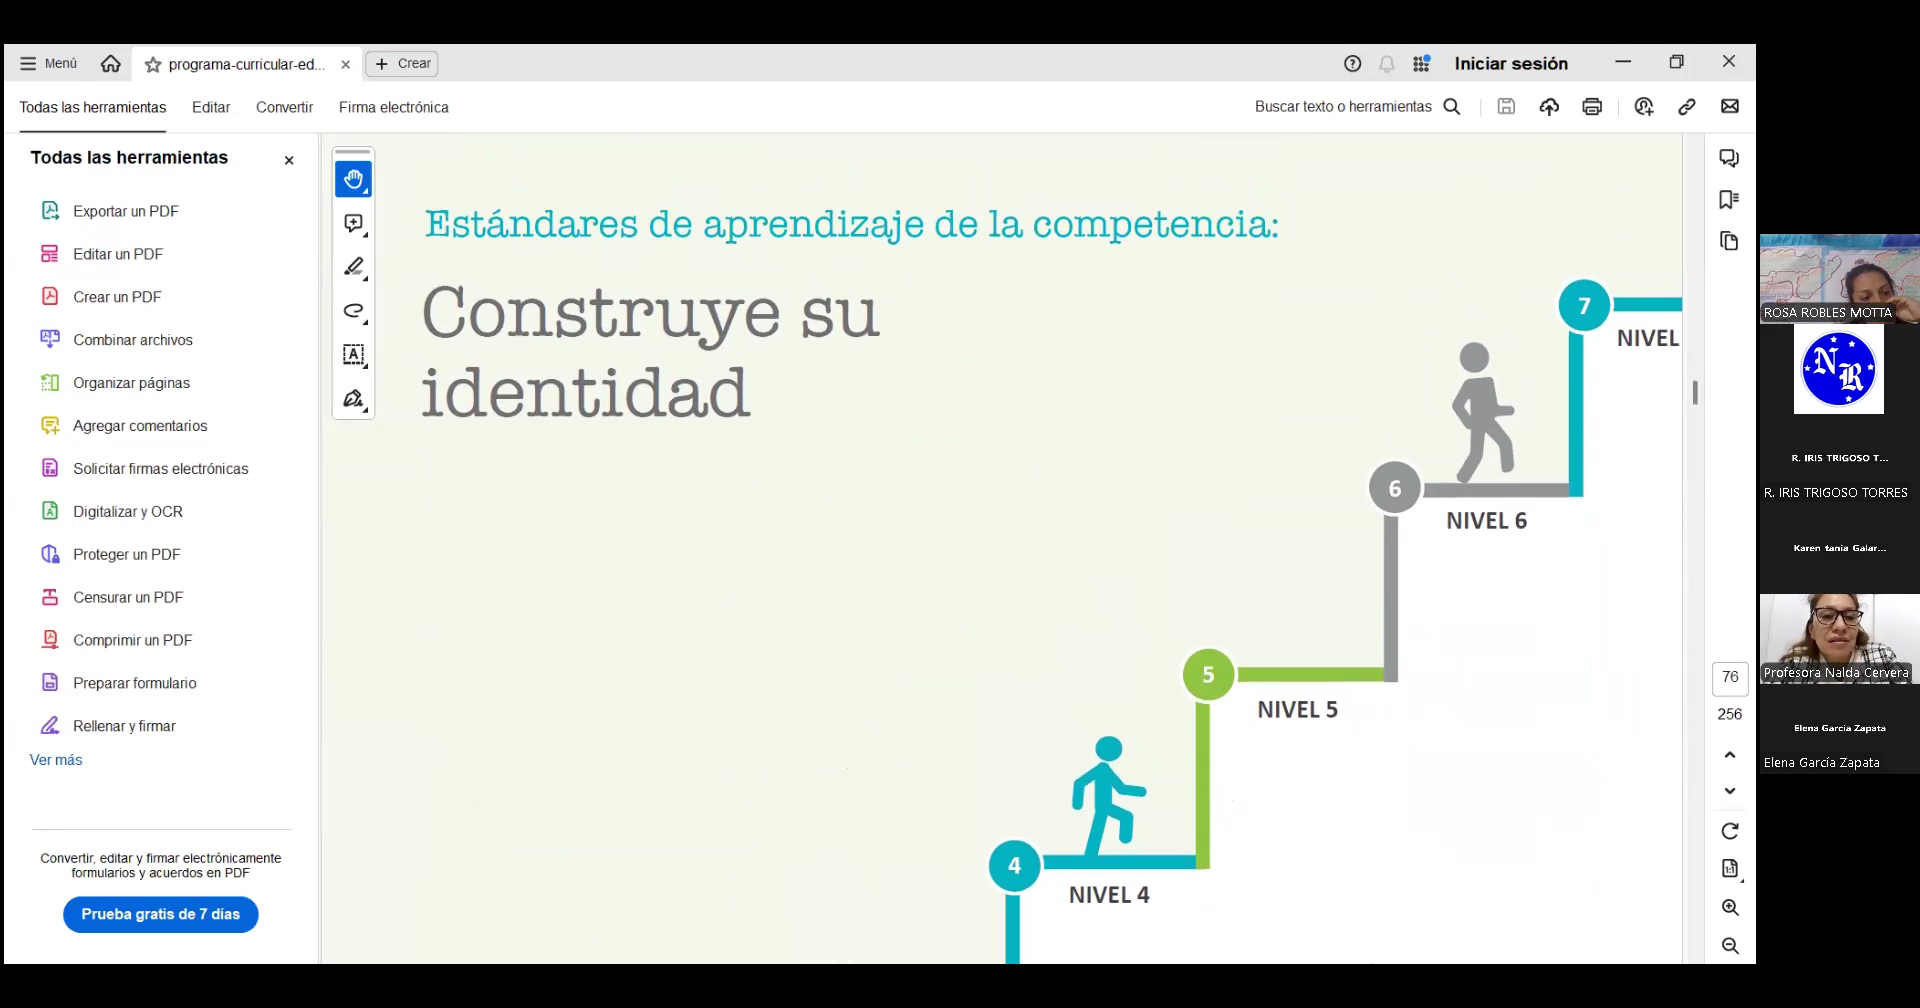 Menú
programa-curricular-ed...
Crear
Iniciar sesión
Todas las herramientas
Editar
Convertir
Firma electrónica
Buscar texto o herramientas
Todas las herramientas
Exportar un PDF
Editar un PDF
Crear un PDF
Combinar archivos
Organizar páginas
Agregar comentarios
Solicitar firmas electrónicas
Digitalizar y OCR
Proteger un PDF
Censurar un PDF
Comprimir un PDF
Preparar formulario
Rellenar y firmar
Ver más
Convertir, editar y firmar electrónicamente
formularios y acuerdos en PDF
Prueba gratis de 7 días
Estándares de aprendizaje de la competencia:
Construye su
identidad
7
NIVEL
6
NIVEL 6
5
NIVEL 5
4
NIVEL 4
76
256
ROSA ROBLES MOTTA
NR
R. IRIS TRIGOSO T...
R. IRIS TRIGOSO TORRES
Karen tania Galar...
Profesora Nalda Cervera
Elena García Zapata
Elena García Zapata